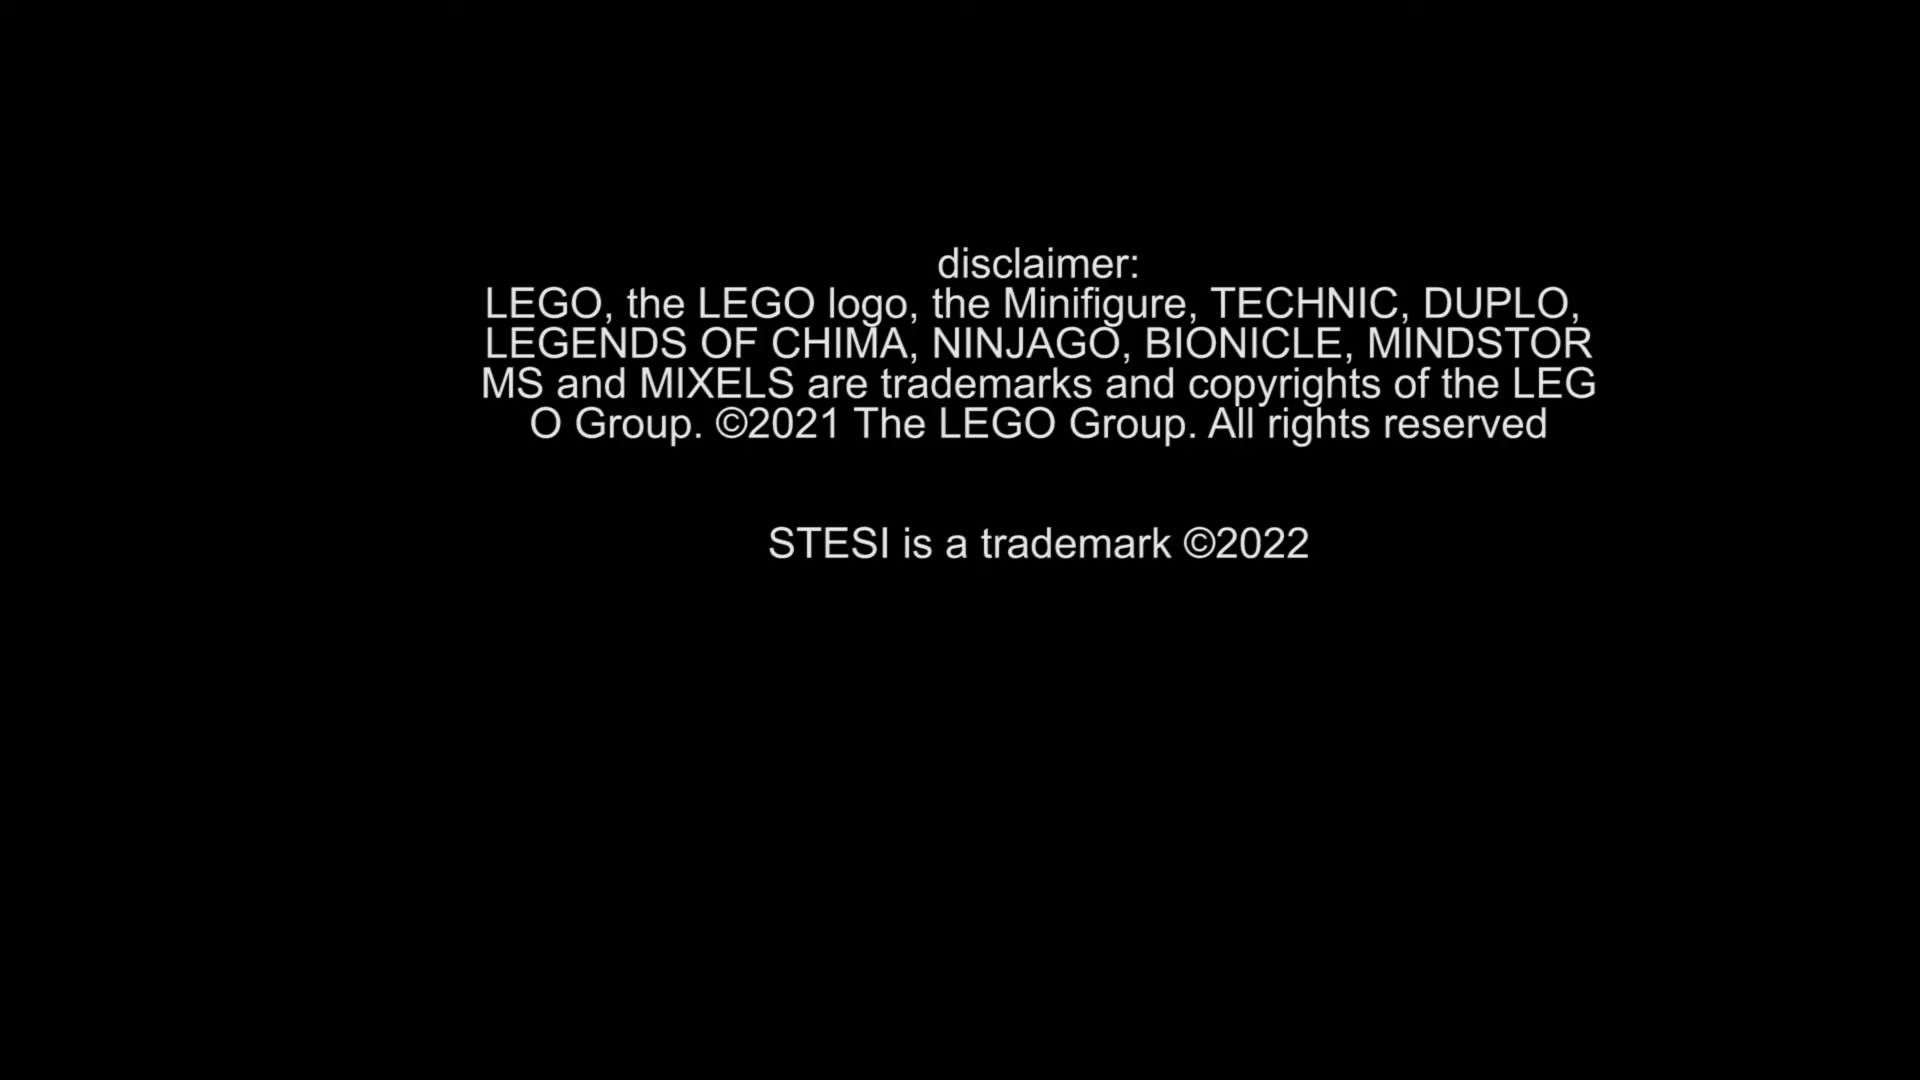 disclaimer:
LEGO, the LEGO logo, the Minifigure, TECHNIC, DUPLO,
LEGENDS OF CHIMA, NINJAGO, BIONICLE, MINDSTOR
MS and MIXELS are trademarks and copyrights of the LEG
O Group. ©2021 The LEGO Group. All rights reserved
STESI is a trademark ©2022